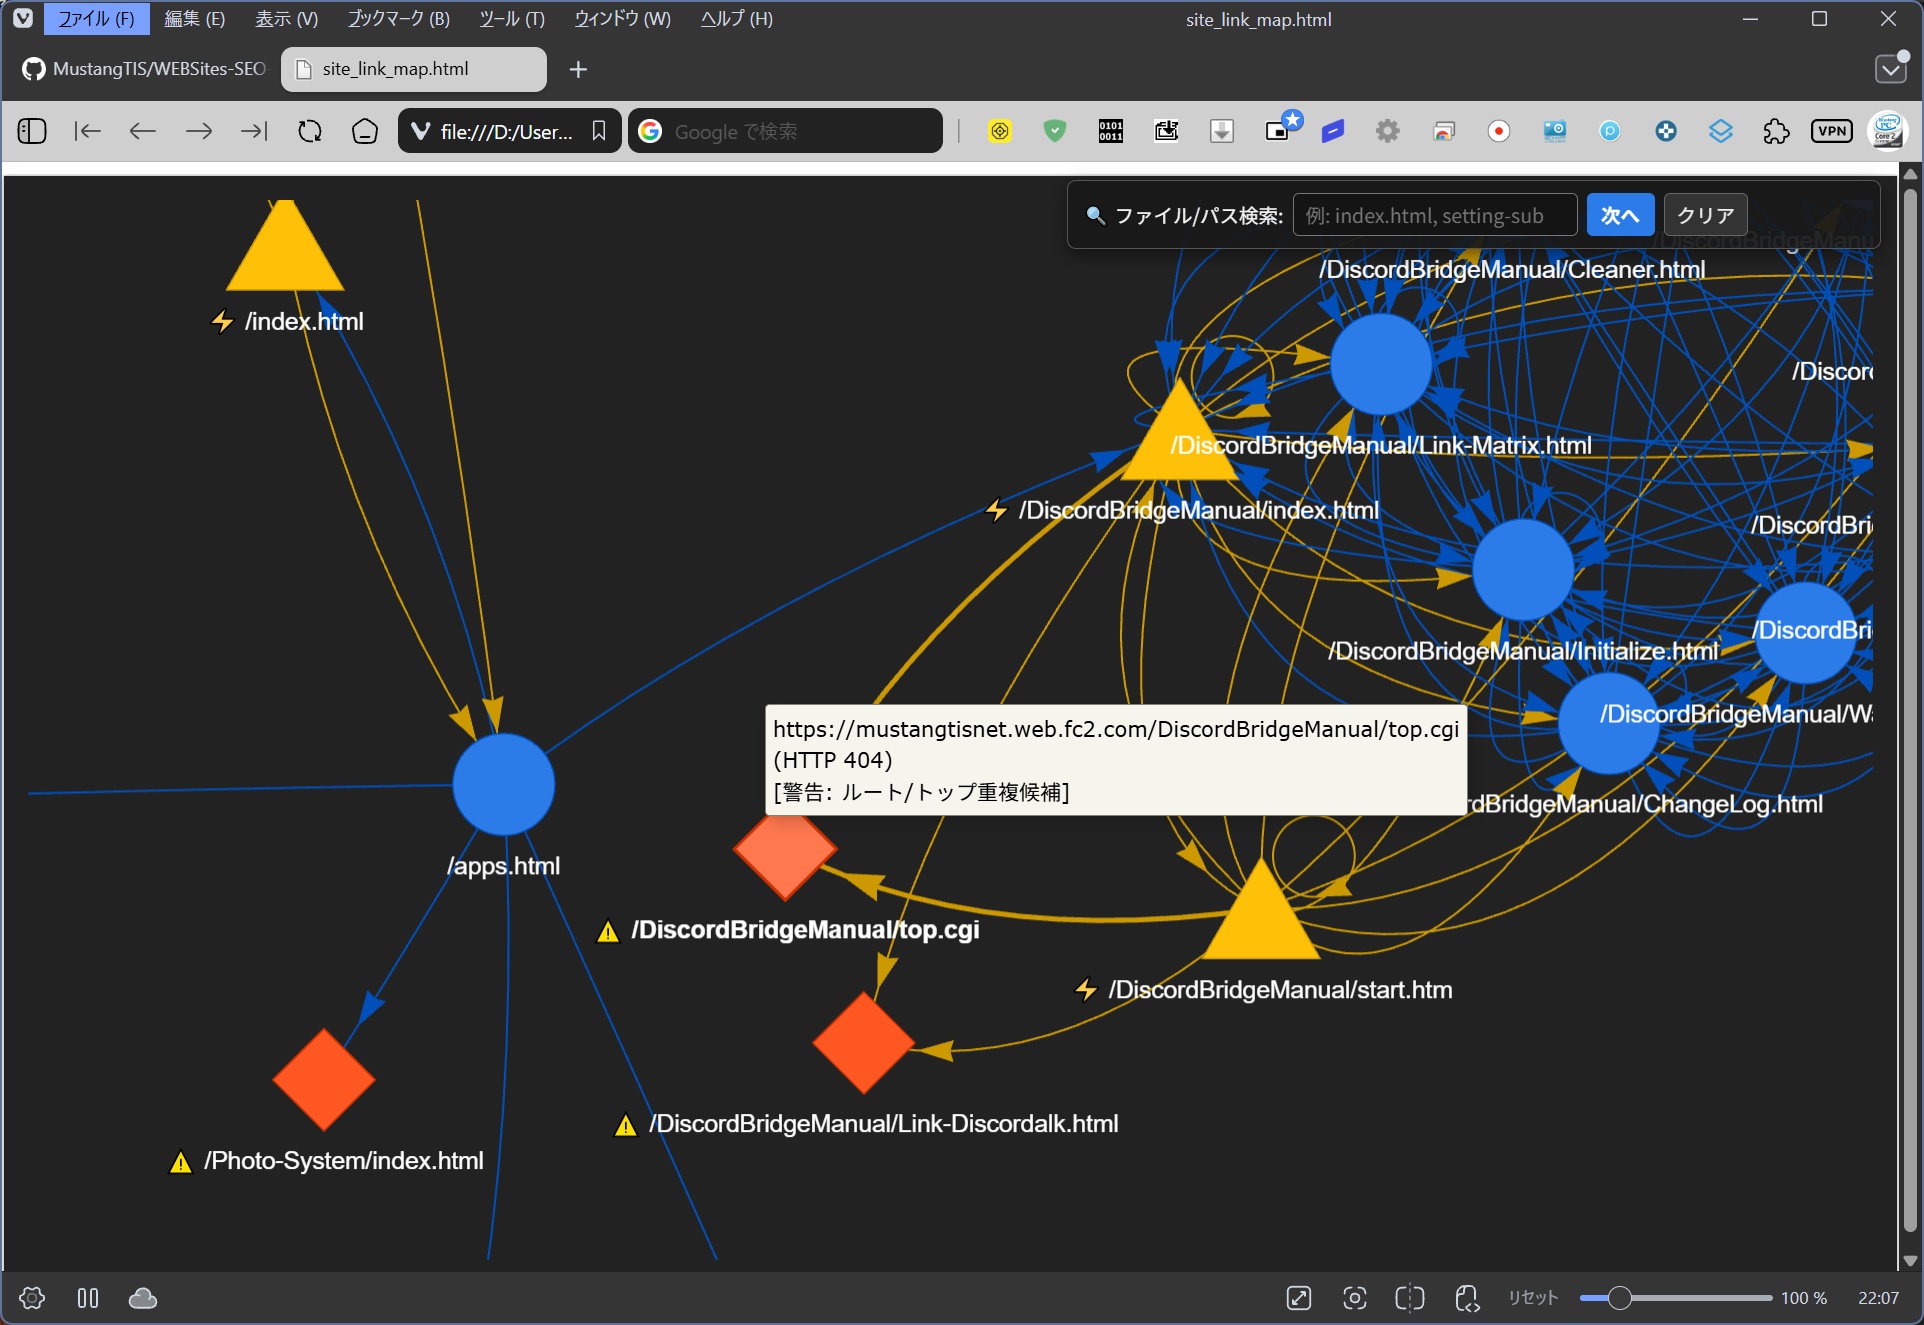 ファイル (F) 編集 (E) 表示 (V) ブックマーク (B) ツール (T) ウィンドウ (W) ヘルプ (H) site_link_map.html
MustangTIS/WEBSites-SEO- site_link_map.html
file:///D:/User... Google で検索 VPN
ファイル/パス検索: 例: index.html, setting-sub 次へ クリア
/DiscordBridgeManu
/DiscordBridgeManual/Cleaner.html
/index.html
/Discor
/DiscordBridgeManual/Link-Matrix.html
/DiscordBridgeManual/index.html
/DiscordBri
/DiscordBri
/DiscordBridgeManual/Initialize.html
/DiscordBridgeManual/Wa
https://mustangtisnet.web.fc2.com/DiscordBridgeManual/top.cgi
(HTTP 404)
[警告: ルート/トップ重複候補]
rdBridgeManual/ChangeLog.html
/apps.html
/DiscordBridgeManual/top.cgi
/DiscordBridgeManual/start.htm
/DiscordBridgeManual/Link-Discordalk.html
/Photo-System/index.html
リセット 100 % 22:07